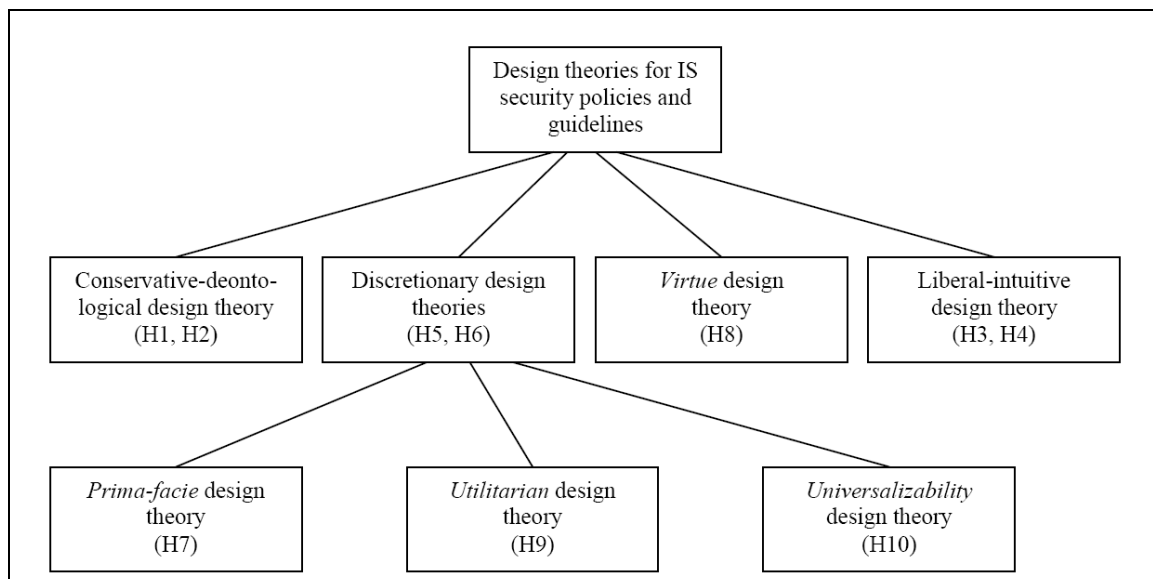 Design theories for IS
security policies and
guidelines
Conservative-deonto-
logical design theory
(H1, H2)
Discretionary design
theories
(H5, H6)
Virtue design
theory
(H8)
Liberal-intuitive
design theory
(H3, H4)
Prima-facie design
theory
(H7)
Utilitarian design
theory
(H9)
Universalizability
design theory
(H10)